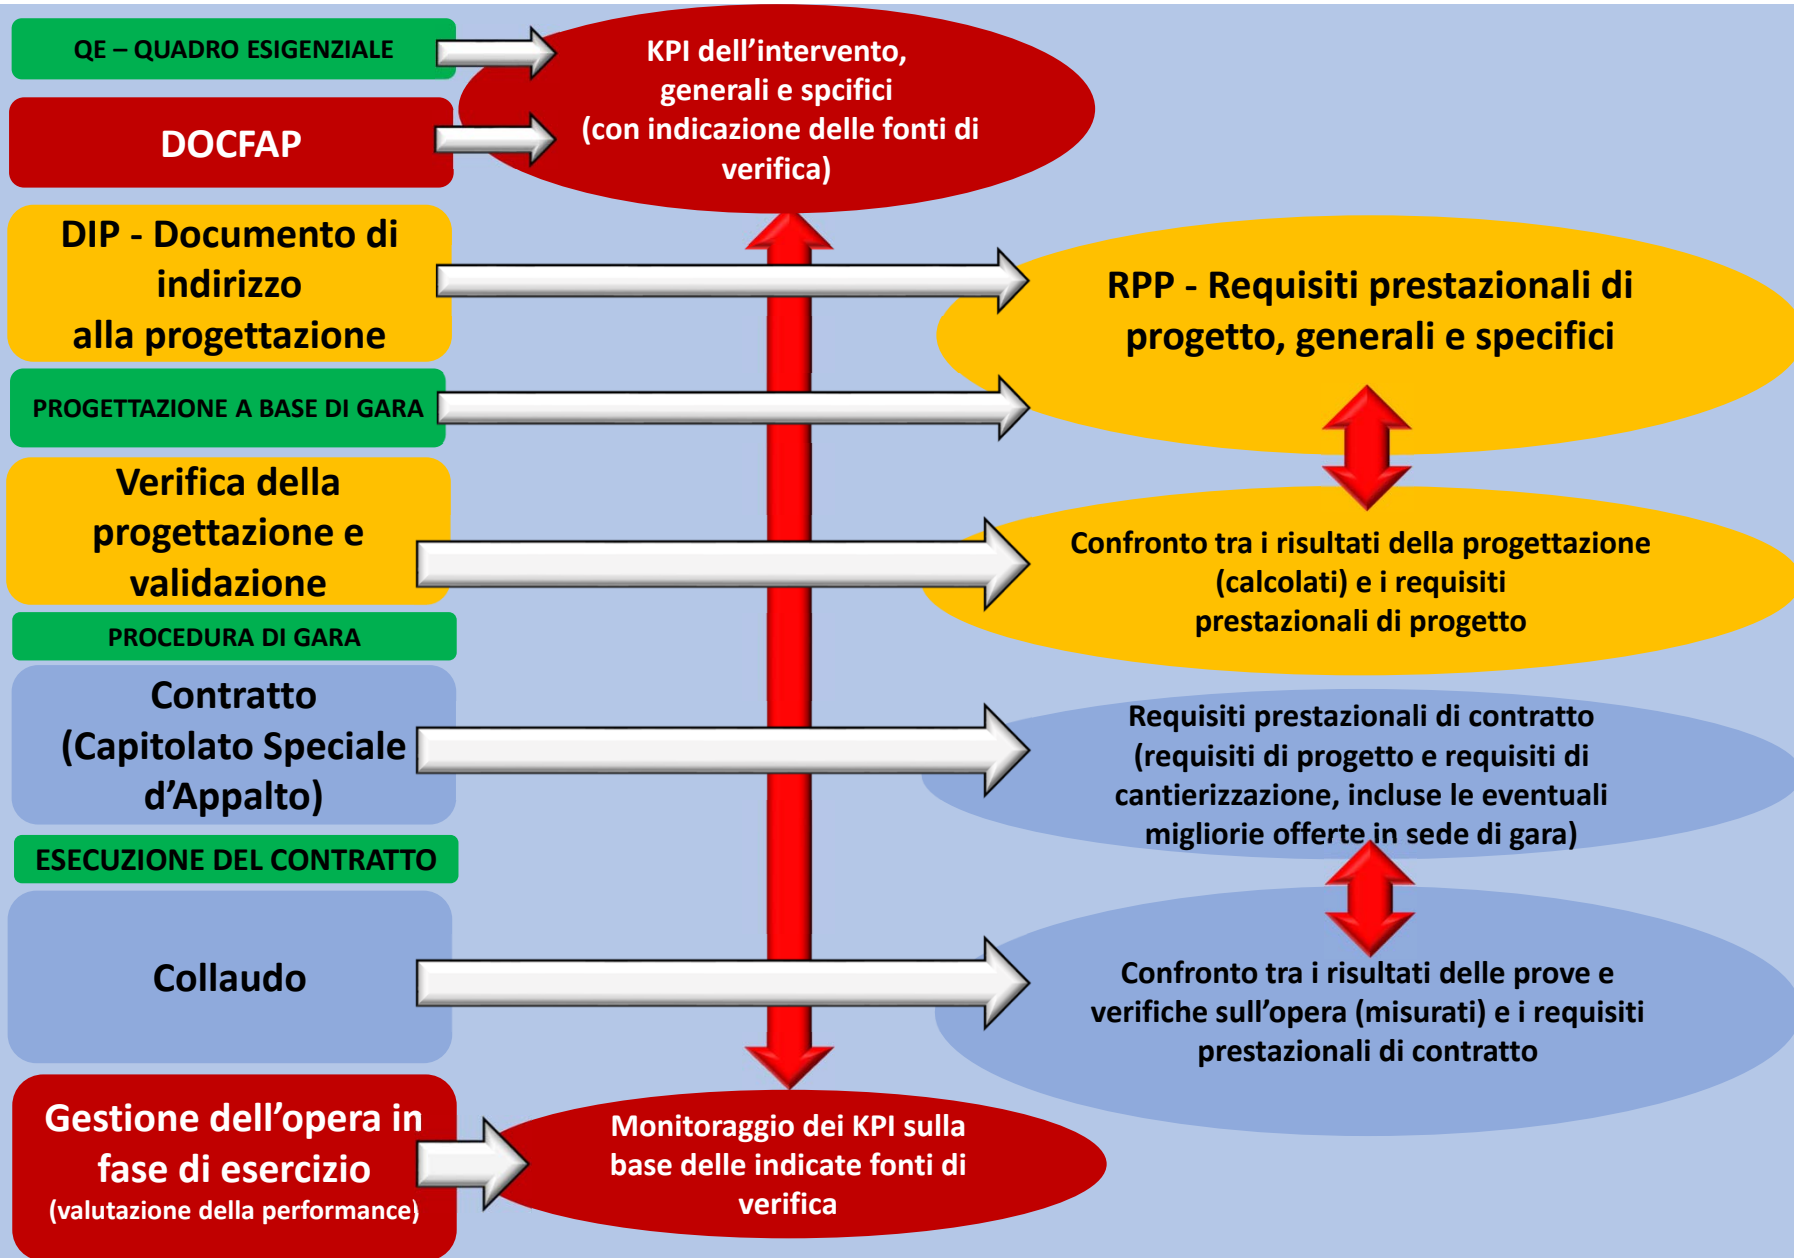 QE – QUADRO ESIGENZIALE
KPI dell’intervento,
generali e spcifici
(con indicazione delle fonti di
verifica)
DOCFAP
DIP - Documento di
indirizzo
alla progettazione
RPP - Requisiti prestazionali di
progetto, generali e specifici
PROGETTAZIONE A BASE DI GARA
Verifica della
progettazione e
validazione
Confronto tra i risultati della progettazione
(calcolati) e i requisiti
prestazionali di progetto
PROCEDURA DI GARA
Contratto
(Capitolato Speciale
d’Appalto)
Requisiti prestazionali di contratto
(requisiti di progetto e requisiti di
cantierizzazione, incluse le eventuali
migliorie offerte in sede di gara)
ESECUZIONE DEL CONTRATTO
Collaudo
Confronto tra i risultati delle prove e
verifiche sull’opera (misurati) e i requisiti
prestazionali di contratto
Gestione dell’opera in
fase di esercizio
(valutazione della performance)
Monitoraggio dei KPI sulla
base delle indicate fonti di
verifica